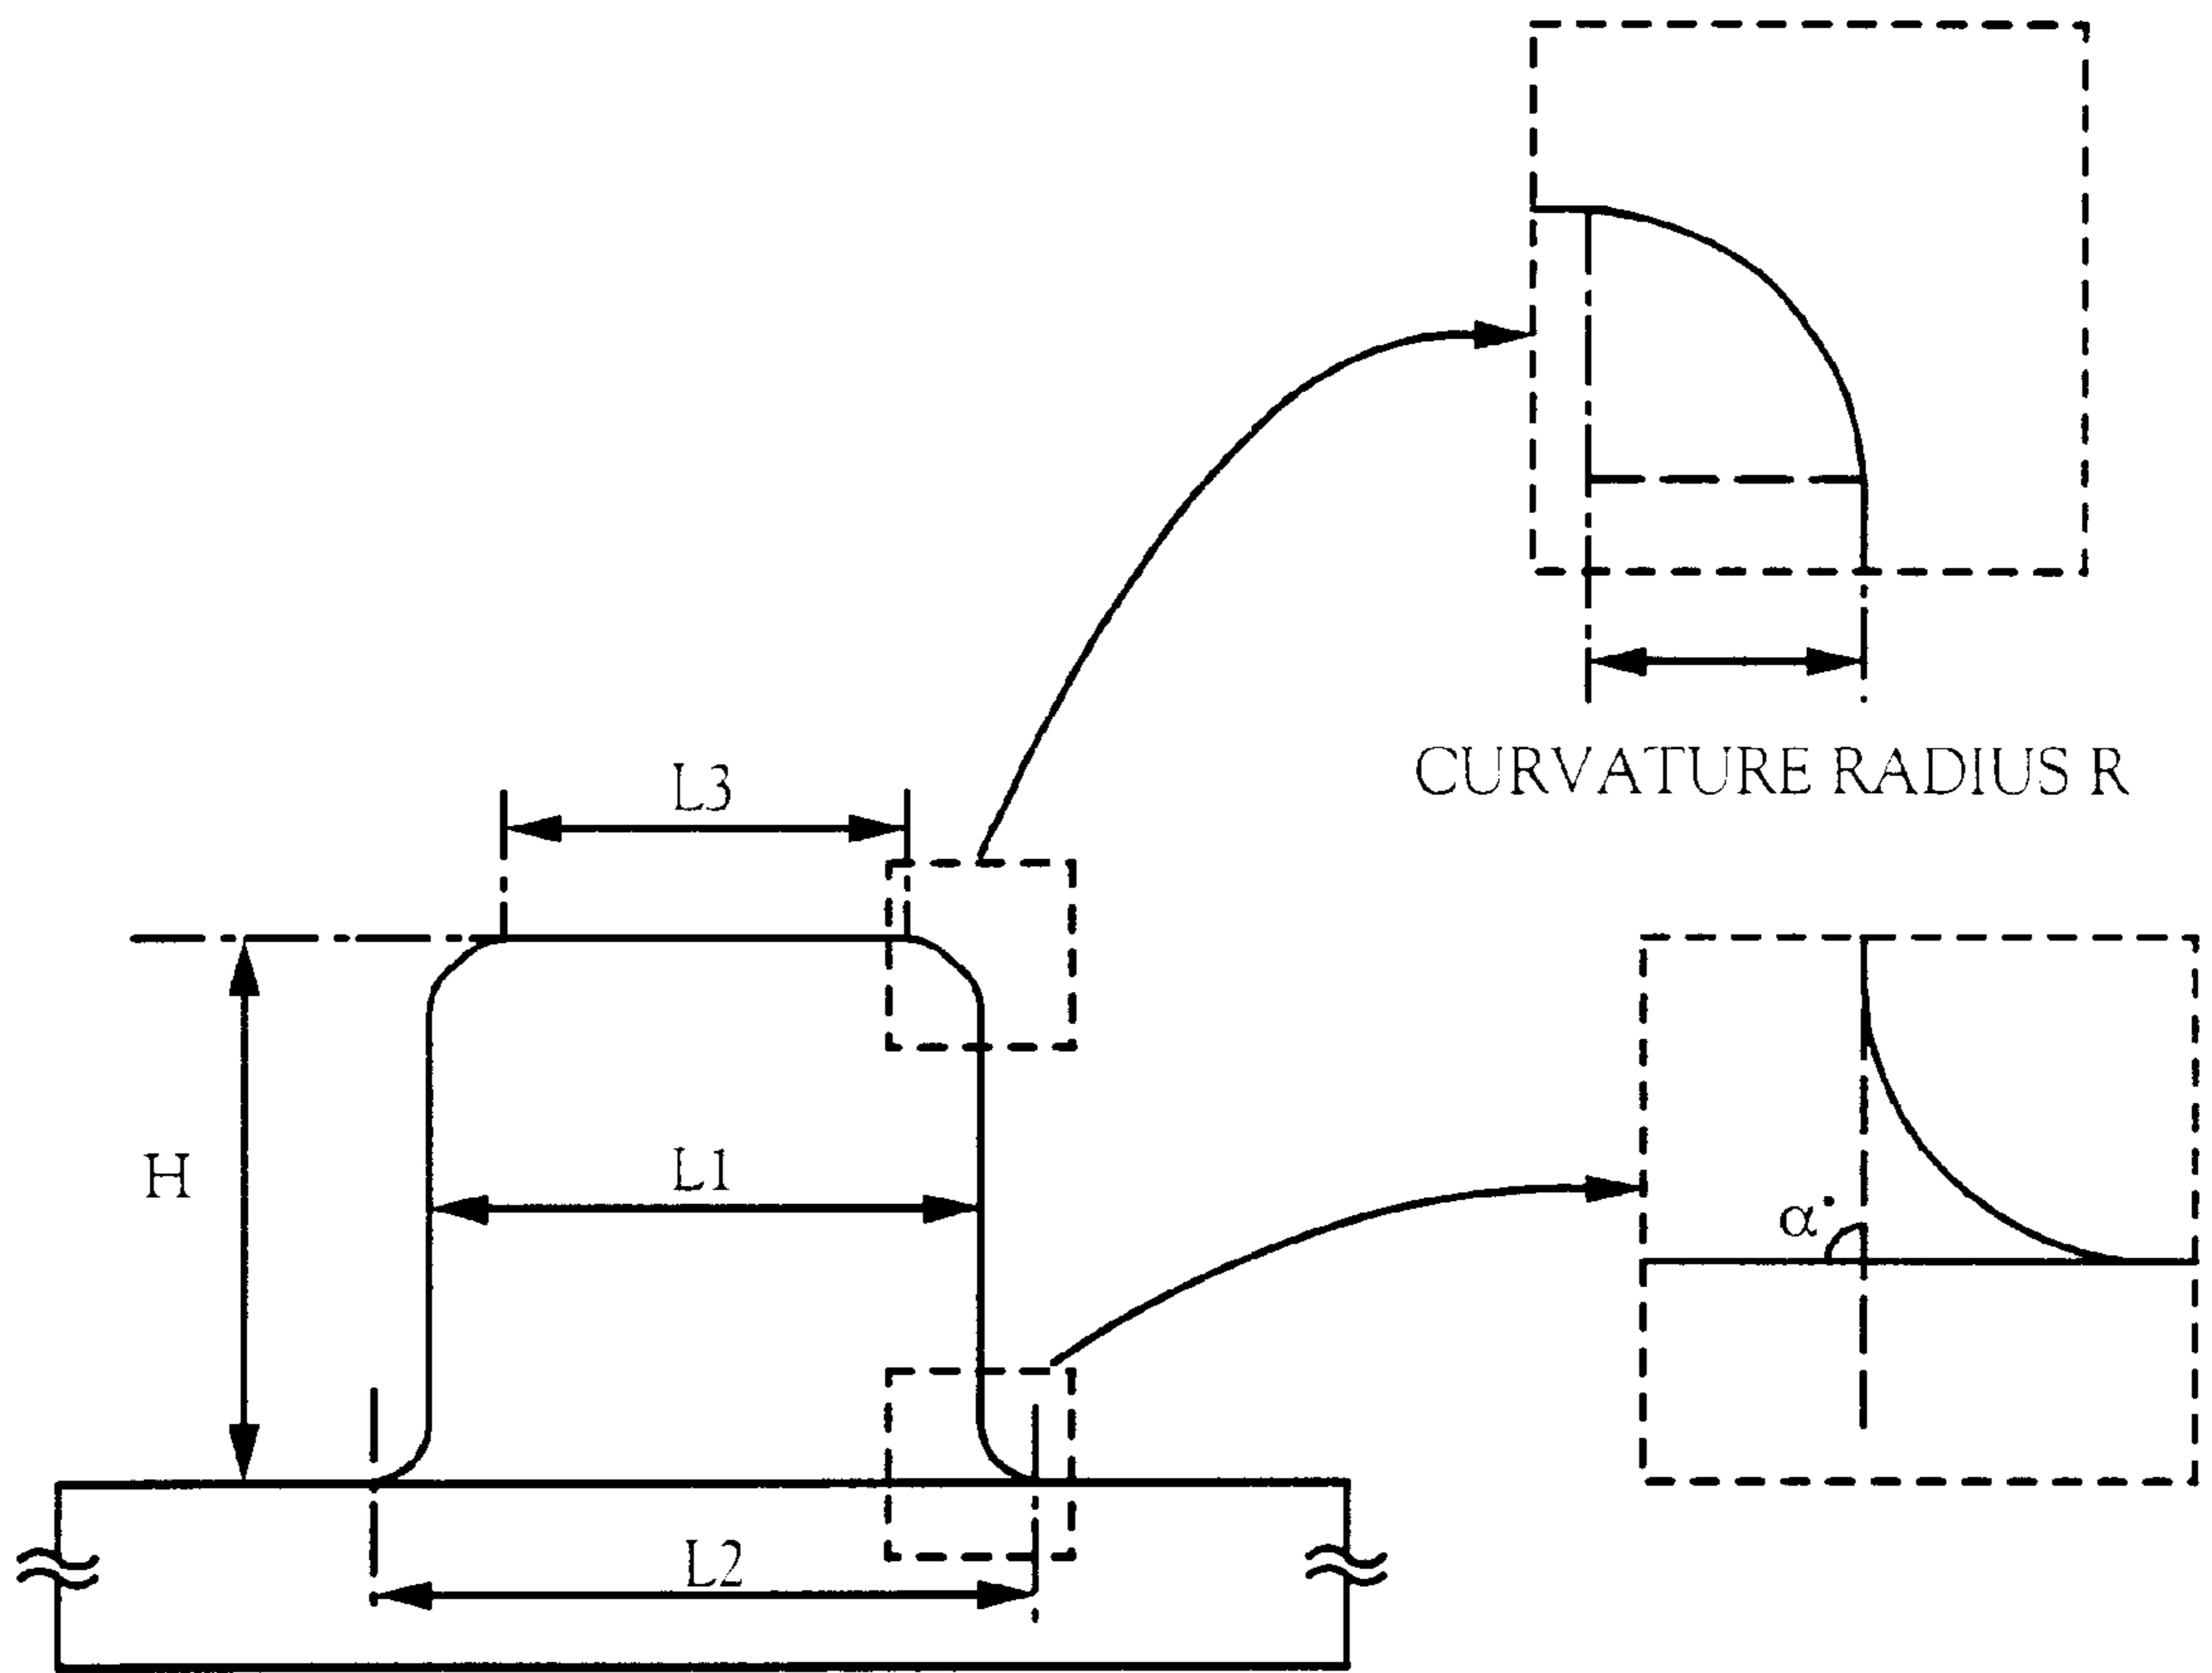 CURVATURE RADIUS R
L3
H
L1
α°
L2